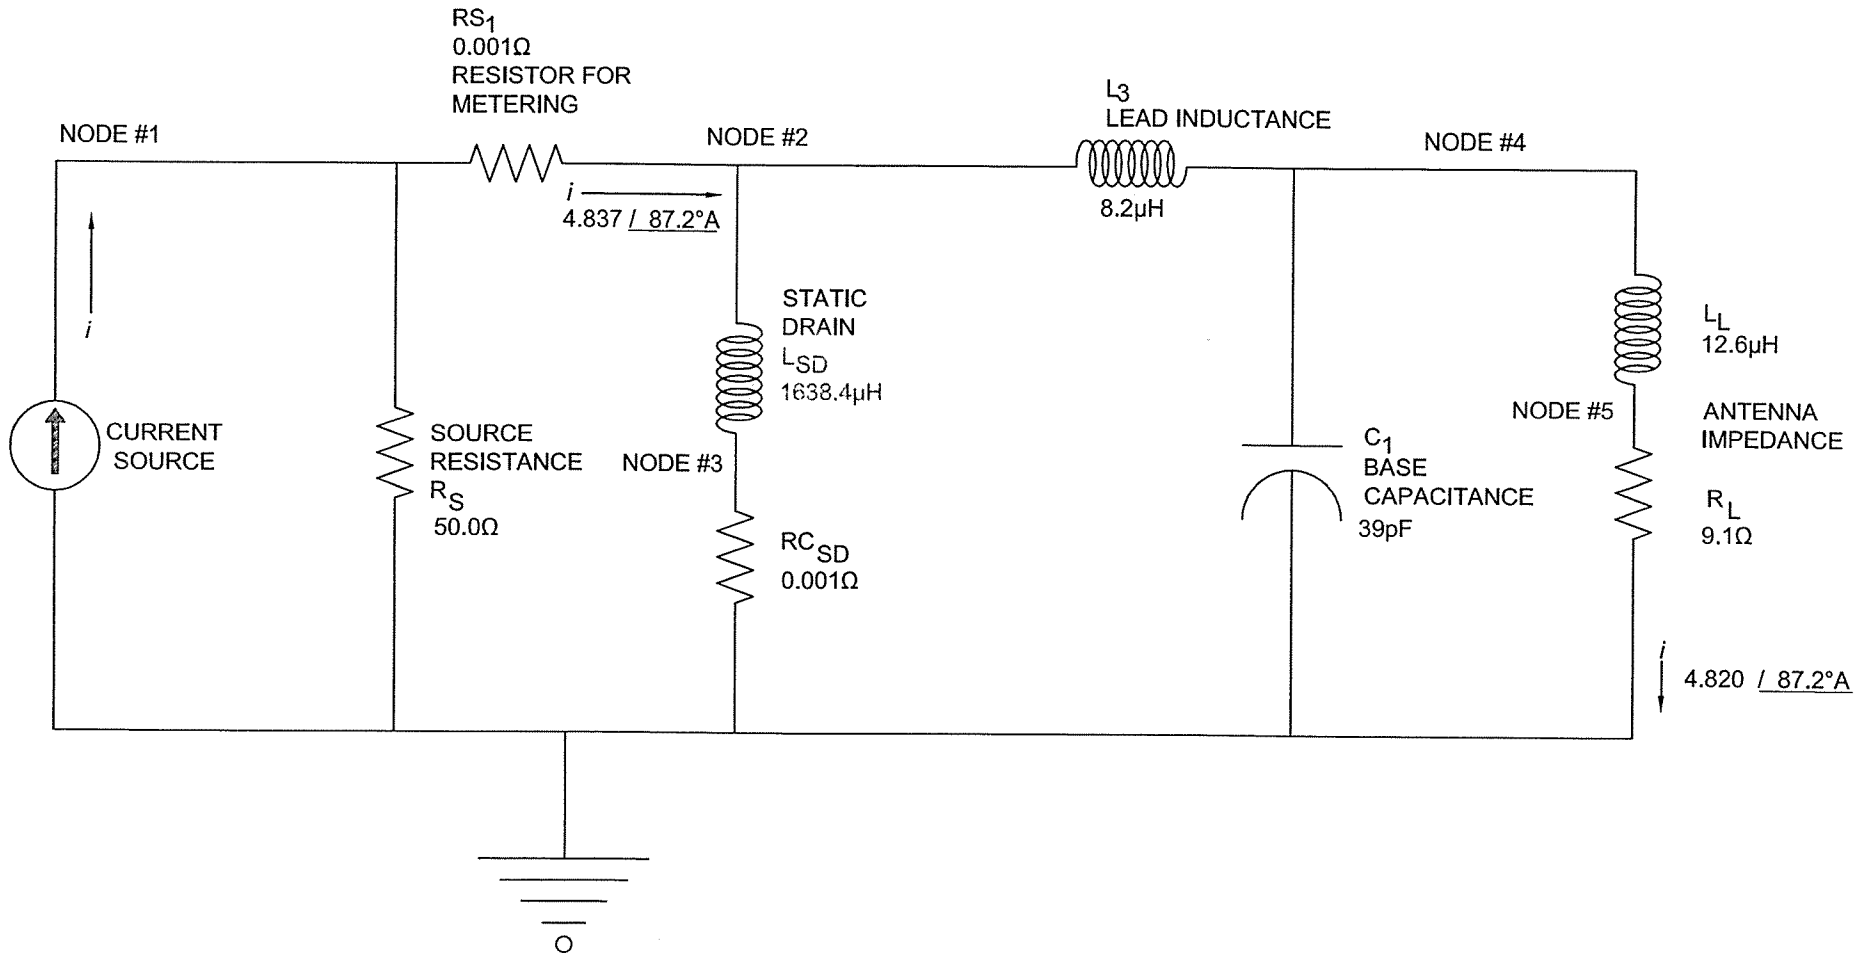 RS1
0.001Ω
RESISTOR FOR
METERING
NODE #1
NODE #2
L3
LEAD INDUCTANCE
NODE #4
i
4.837 / 87.2°A
8.2µH
i
STATIC
DRAIN
LSD
1638.4µH
LL
12.6µH
CURRENT
SOURCE
SOURCE
RESISTANCE
RS
50.0Ω
NODE #3
RCSD
0.001Ω
C1
BASE
CAPACITANCE
39pF
NODE #5
ANTENNA
IMPEDANCE
RL
9.1Ω
i
4.820 / 87.2°A